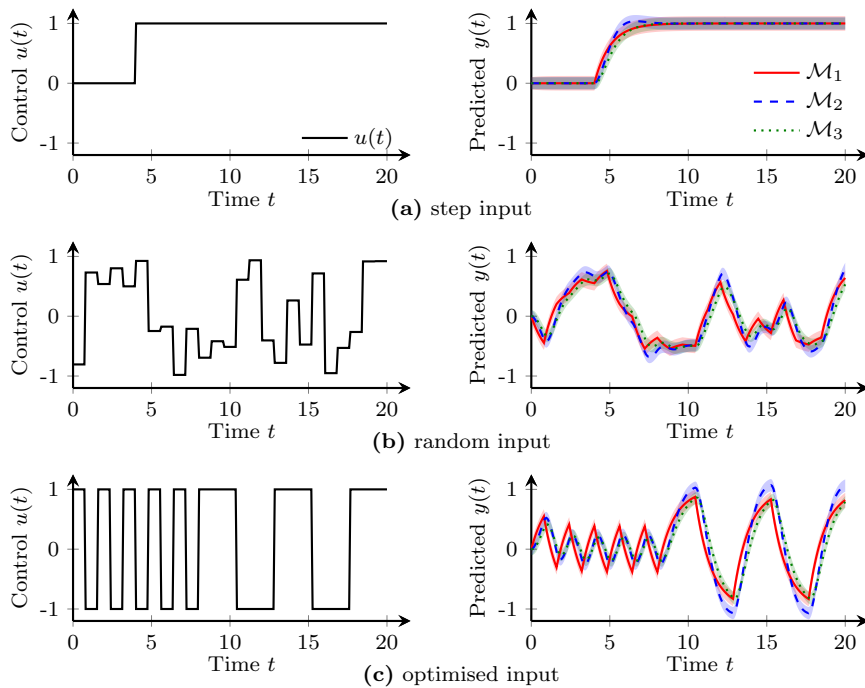 Control u(t)
1
0
-1
u(t)
0 5 10 15 20
Time t
Predicted y(t)
1
0
-1
M₁
M₂
M₃
0 5 10 15 20
Time t
(a) step input
Control u(t)
1
0
-1
0 5 10 15 20
Time t
Predicted y(t)
1
0
-1
0 5 10 15 20
Time t
(b) random input
Control u(t)
1
0
-1
0 5 10 15 20
Time t
Predicted y(t)
1
0
-1
0 5 10 15 20
Time t
(c) optimised input